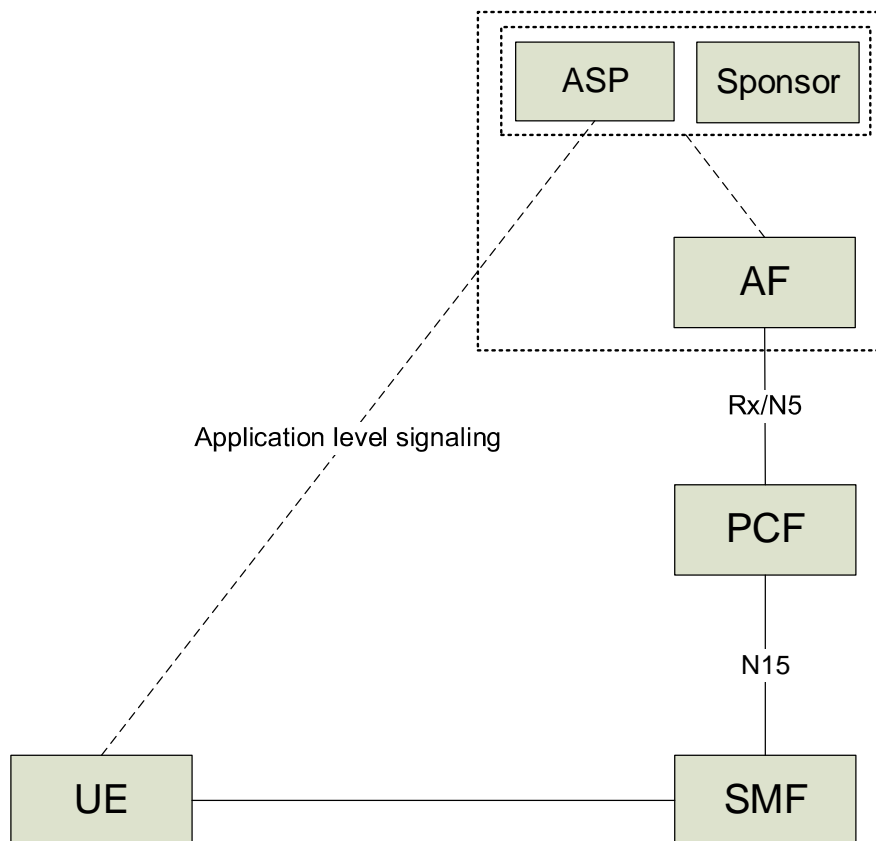 ASP
Sponsor
AF
Rx/N5
Application level signaling
PCF
N15
UE
SMF